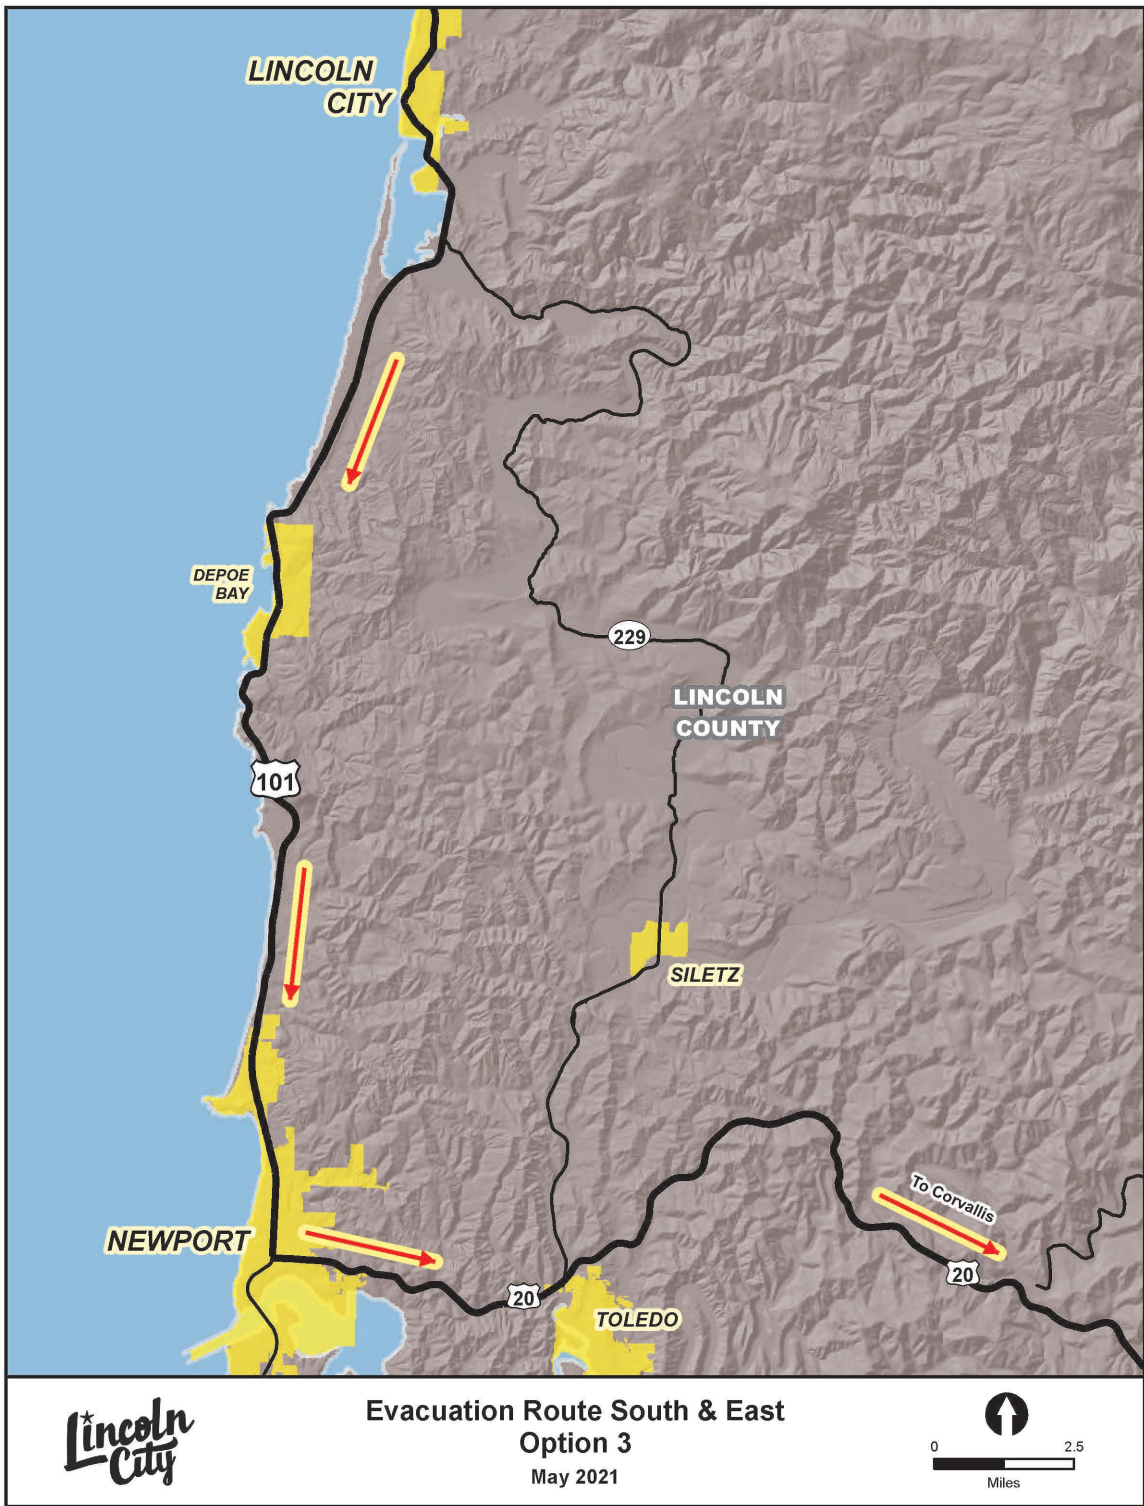 LINCOLN
CITY
DEPOE
BAY
229
LINCOLN
COUNTY
101
SILETZ
To Corvallis
NEWPORT
20
20
TOLEDO
Lincoln
City
Evacuation Route South & East
Option 3
May 2021
0 2.5
Miles